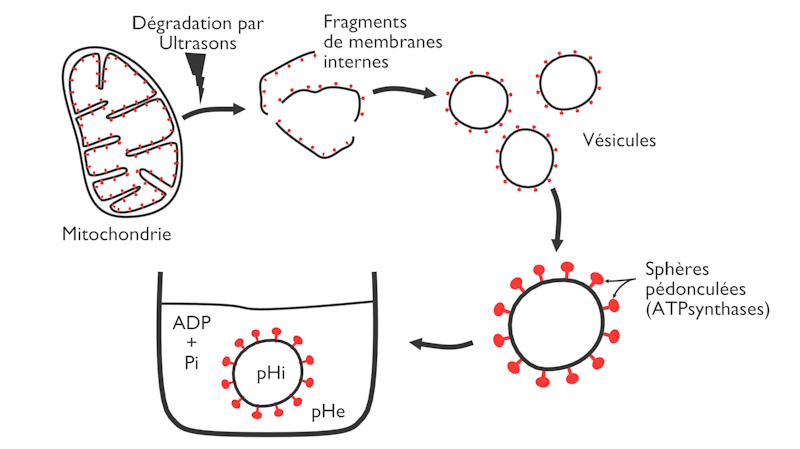 Dégradation par
Ultrasons
Fragments
de membranes
internes
Vésicules
Mitochondrie
Sphères
pédonculées
(ATPsynthases)
ADP
+
Pi
pHi
pHe